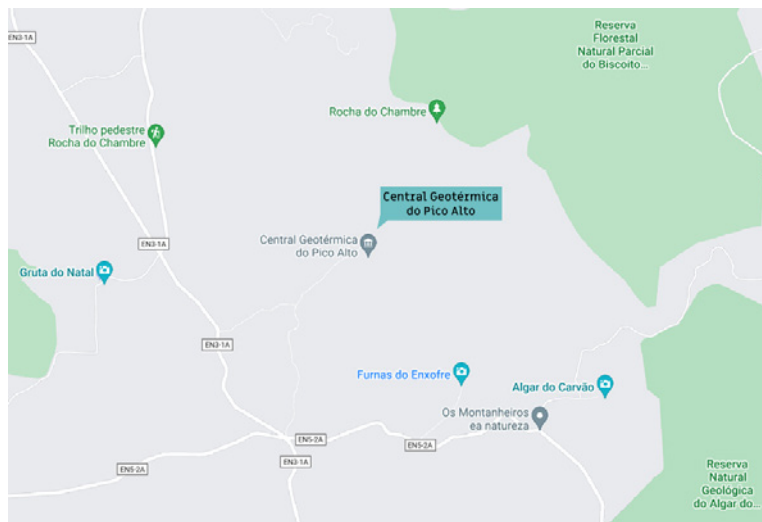 Reserva
Florestal
Natural Parcial
do Biscoito...
EN3-1A
Rocha do Chambre
Trilho pedestre
Rocha do Chambre
Central Geotérmica
do Pico Alto
Central Geotérmica
do Pico Alto
EN3-1A
Gruta do Natal
EN3-1A
Furnas do Enxofre
Algar do Carvão
Os Montanheiros
ea natureza
EN5-2A
EN5-2A
EN5-2A
EN3-1A
Reserva
Natural
Geológica
do Algar do...